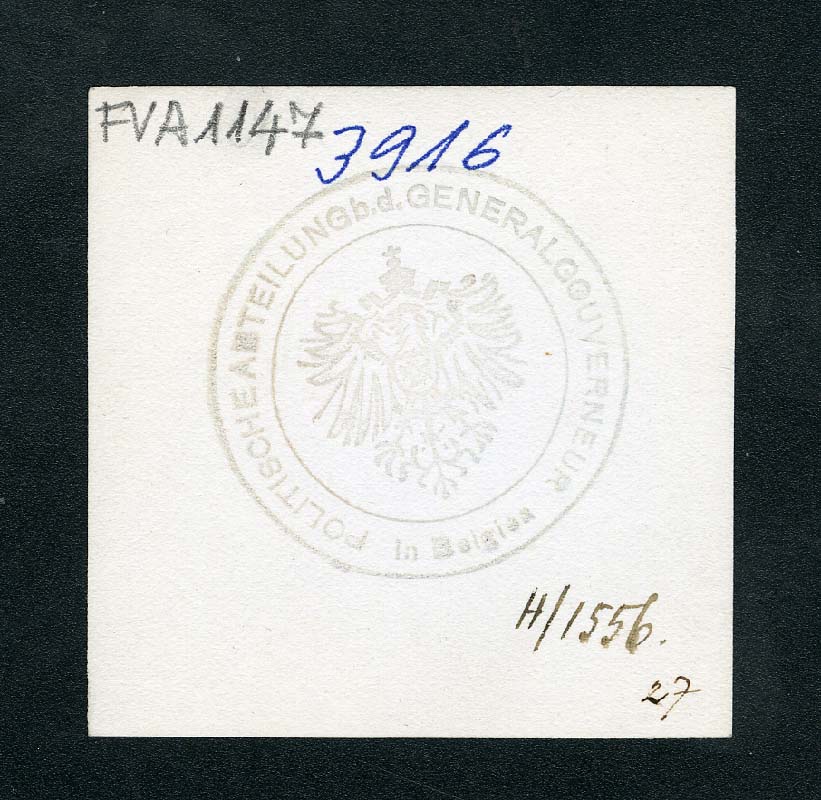 FVA1147
3916
POLITISCHE ABTEILUNG b.d. GENERALGOUVERNEUR
in Belgien
H/1556.
27